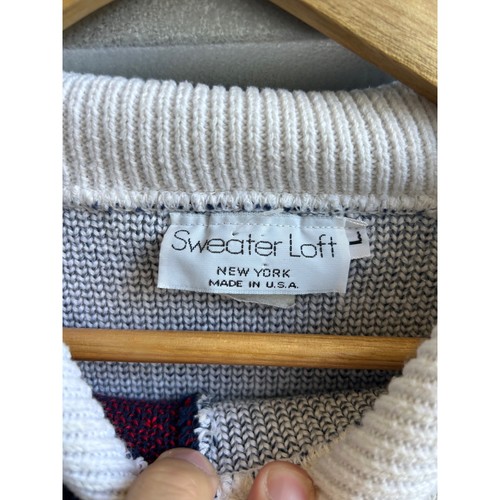 Sweater Loft
L
NEW YORK
MADE IN U.S.A.